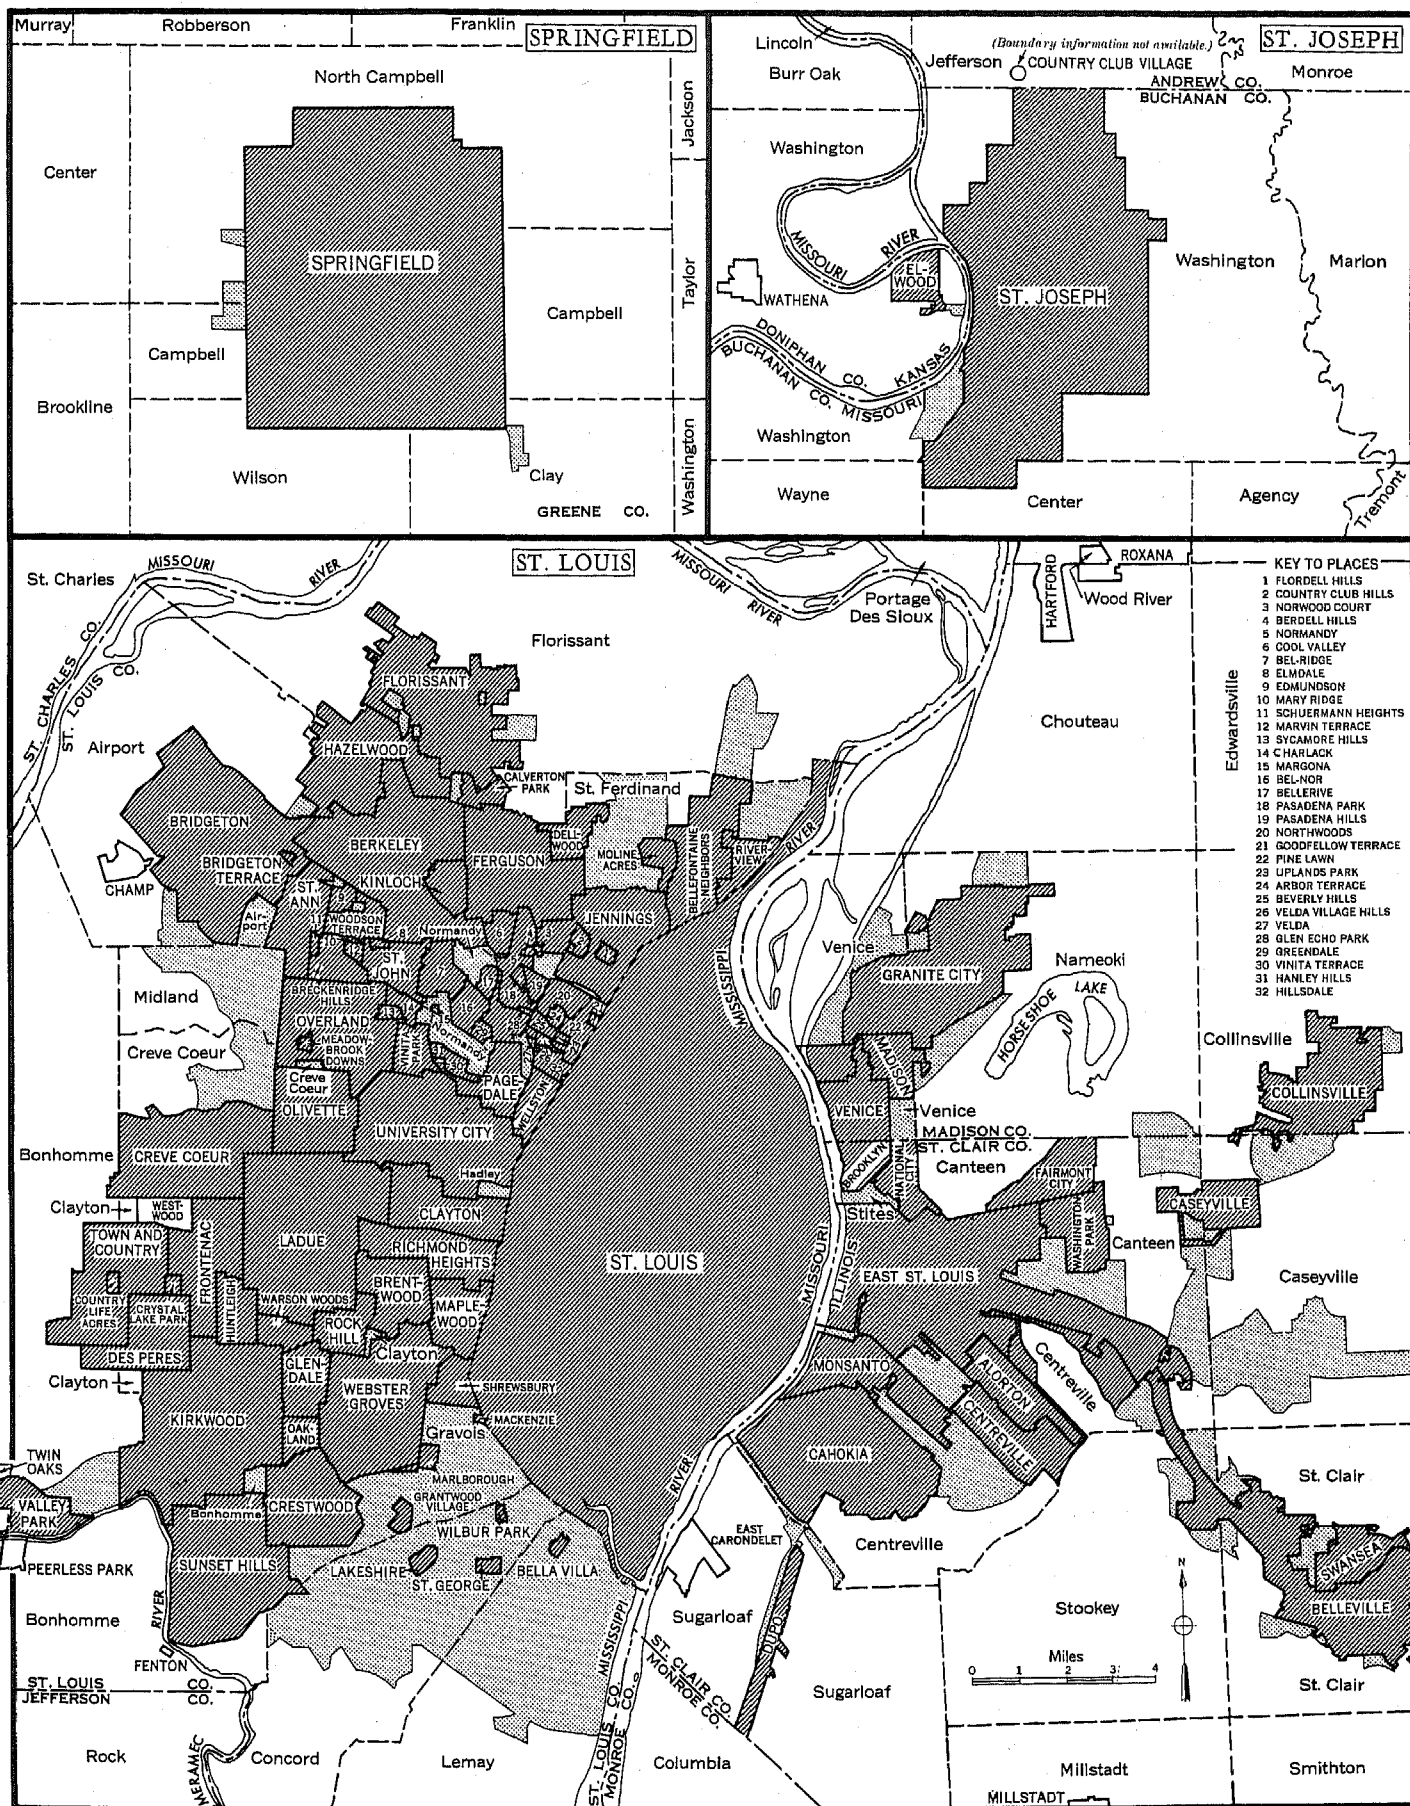 Murray
Robberson
Franklin
SPRINGFIELD
North Campbell
Jackson
Center
SPRINGFIELD
Taylor
Campbell
Campbell
Brookline
Washington
Wilson
Clay
GREENE CO.
ST. JOSEPH
Lincoln
Burr Oak
(Boundary information not available.)
Jefferson
COUNTRY CLUB VILLAGE
Monroe
ANDREW CO.
BUCHANAN CO.
Washington
MISSOURI RIVER
EL-
WOOD
WATHENA
ST. JOSEPH
Washington
Marion
DONIPHAN CO. KANSAS
BUCHANAN CO. MISSOURI
Washington
Wayne
Center
Agency
Tremont
ST. LOUIS
St. Charles
MISSOURI RIVER
MISSOURI RIVER
Portage
Des Sioux
HARTFORD
ROXANA
Wood River
KEY TO PLACES
1 FLORDELL HILLS
2 COUNTRY CLUB HILLS
3 NORWOOD COURT
4 BERDELL HILLS
5 NORMANDY
6 COOL VALLEY
7 BEL-RIDGE
8 ELMDALE
9 EDMUNDSON
10 MARY RIDGE
11 SCHUERMANN HEIGHTS
12 MARVIN TERRACE
13 SYCAMORE HILLS
14 CHARLACK
15 MARGONA
16 BEL-NOR
17 BELLERIVE
18 PASADENA PARK
19 PASADENA HILLS
20 NORTHWOODS
21 GOODFELLOW TERRACE
22 PINE LAWN
23 UPLANDS PARK
24 ARBOR TERRACE
25 BEVERLY HILLS
26 VELDA VILLAGE HILLS
27 VELDA
28 GLEN ECHO PARK
29 GREENDALE
30 VINITA TERRACE
31 HANLEY HILLS
32 HILLSDALE
ST. CHARLES CO.
ST. LOUIS CO.
Florissant
FLORISSANT
Edwardsville
Chouteau
Airport
HAZELWOOD
CALVERTON
PARK
St. Ferdinand
BRIDGETON
BERKELEY
DELL-
WOOD
FERGUSON
MOLINE
ACRES
BELLEFONTAINE
NEIGHBORS
RIVER
VIEW
RIVER
BRIDGETON
TERRACE
KINLOCH
CHAMP
ST.
ANN
Air-
port
WOODSON
TERRACE
Normandy
JENNINGS
ST.
JOHN
MISSISSIPPI
Venice
GRANITE CITY
Nameoki
HORSE SHOE LAKE
Midland
BRECKENRIDGE
HILLS
OVERLAND
Creve Coeur
MEADOW-
BROOK
DOWNS
VINITA
PARK
Normandy
Creve
Coeur
OLIVETTE
PAGE-
DALE
WELLSTON
MADISON
VENICE
Venice
Collinsville
COLLINSVILLE
UNIVERSITY CITY
MADISON CO.
ST. CLAIR CO.
Bonhomme
CREVE COEUR
Hadley
BROOKLYN
NATIONAL
CITY
Canteen
FAIRMONT
CITY
Clayton
WEST-
WOOD
CLAYTON
Stites
WASHINGTON
PARK
CASEYVILLE
TOWN AND
COUNTRY
FRONTENAC
LADUE
RICHMOND
HEIGHTS
ST. LOUIS
MISSOURI
ILLINOIS
EAST ST. LOUIS
Canteen
Caseyville
COUNTRY
LIFE
ACRES
CRYSTAL
LAKE PARK
HUNTLEIGH
WARSON WOODS
BRENT-
WOOD
MAPLE-
WOOD
ROCK
HILL
DES PERES
Clayton
MONSANTO
ALORTON
Centreville
Clayton
GLEN-
DALE
WEBSTER
GROVES
SHREWSBURY
KIRKWOOD
MACKENZIE
OAK-
LAND
Gravois
CENTREVILLE
CAHOKIA
TWIN
OAKS
MARLBOROUGH
St. Clair
VALLEY
PARK
Bonhomme
CRESTWOOD
GRANTWOOD
VILLAGE
WILBUR PARK
RIVER
EAST
CARONDELET
Centreville
PEERLESS PARK
SUNSET HILLS
LAKESHIRE
ST. GEORGE
BELLA VILLA
SWANSEA
BELLEVILLE
Bonhomme
RIVER
Sugarloaf
DUPO
Stookey
N
Miles
0 1 2 3 4
FENTON
ST. LOUIS CO.
JEFFERSON CO.
MISSISSIPPI
ST. CLAIR CO.
MONROE CO.
Sugarloaf
St. Clair
Rock
MERAMEC
Concord
Lemay
ST. LOUIS CO.
MONROE CO.
Columbia
Millstadt
Smithton
MILLSTADT